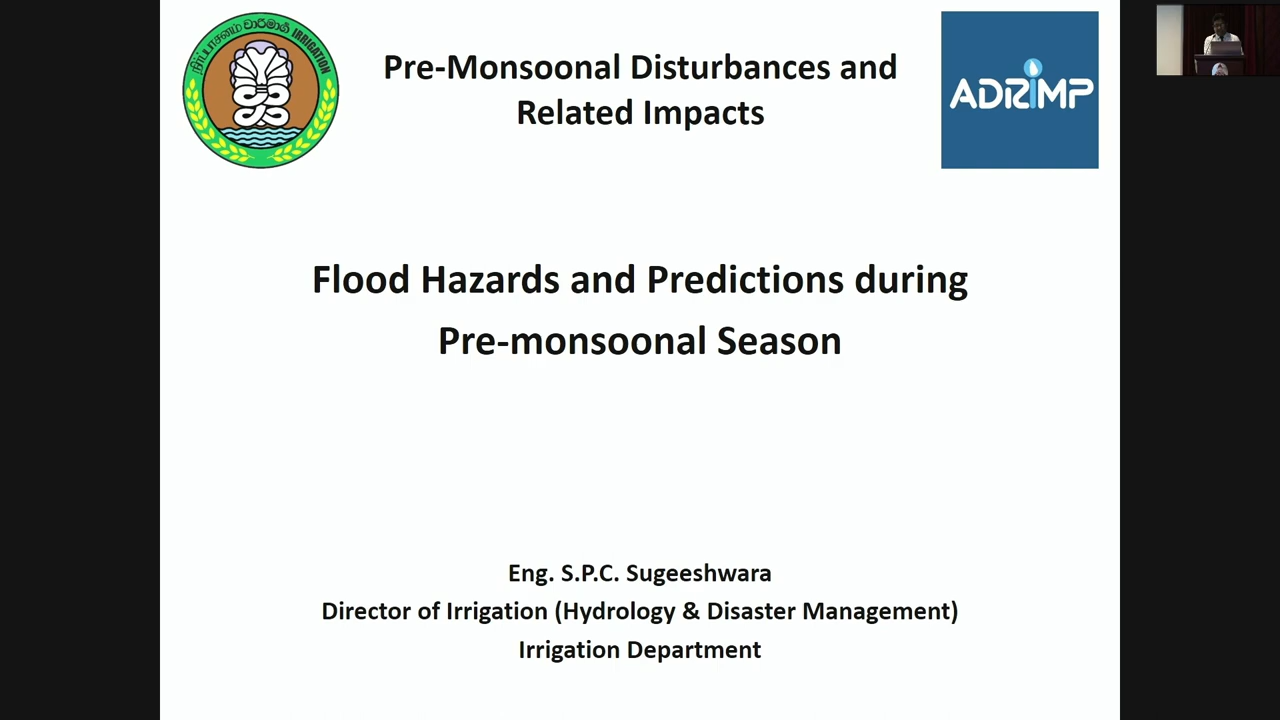 நீர்ப்பாசனம் වාරිමාර්ග IRRIGATION
Pre-Monsoonal Disturbances and
Related Impacts
ADRiMP
Flood Hazards and Predictions during
Pre-monsoonal Season
Eng. S.P.C. Sugeeshwara
Director of Irrigation (Hydrology & Disaster Management)
Irrigation Department